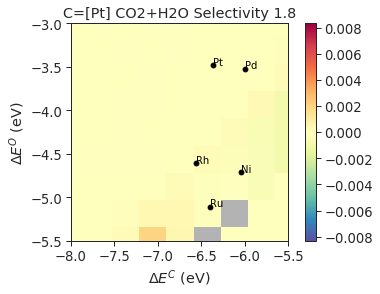 C=[Pt] CO2+H2O Selectivity 1.8
−3.0
−3.5
−4.0
−4.5
−5.0
−5.5
ΔE^O (eV)
Pt
Pd
Rh
Ni
Ru
−8.0 −7.5 −7.0 −6.5 −6.0 −5.5
ΔE^C (eV)
0.008
0.006
0.004
0.002
0.000
−0.002
−0.004
−0.006
−0.008